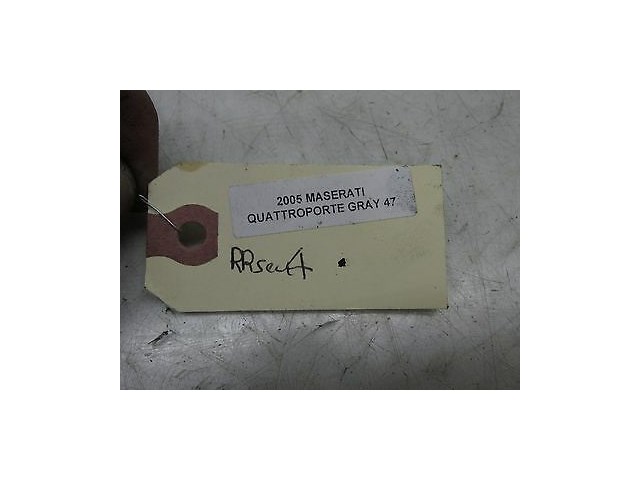 2005 MASERATI
QUATTROPORTE GRAY 47
RRseat